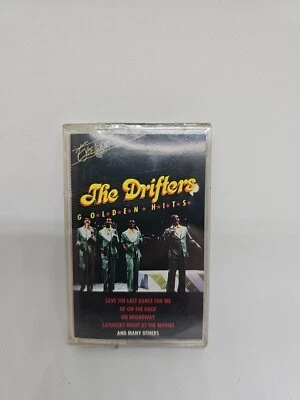 The Drifters
GOLDEN HITS
SAVE THE LAST DANCE FOR ME
UP ON THE ROOF
ON BROADWAY
SATURDAY NIGHT AT THE MOVIES
AND MANY OTHERS